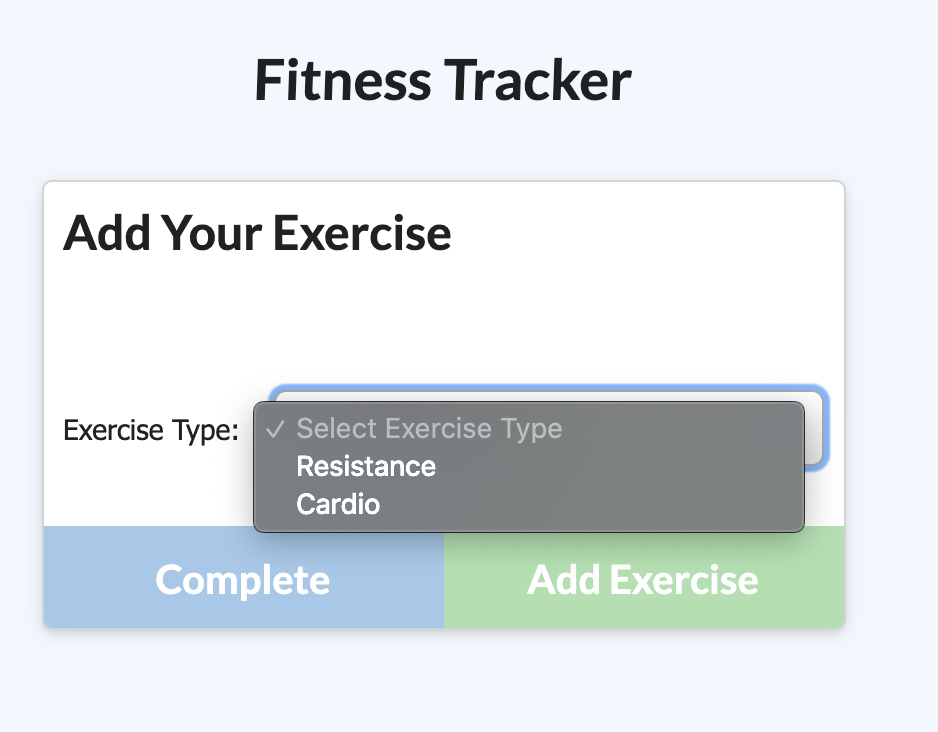 Fitness Tracker
Add Your Exercise
Exercise Type:
✓ Select Exercise Type
Resistance
Cardio
Complete
Add Exercise